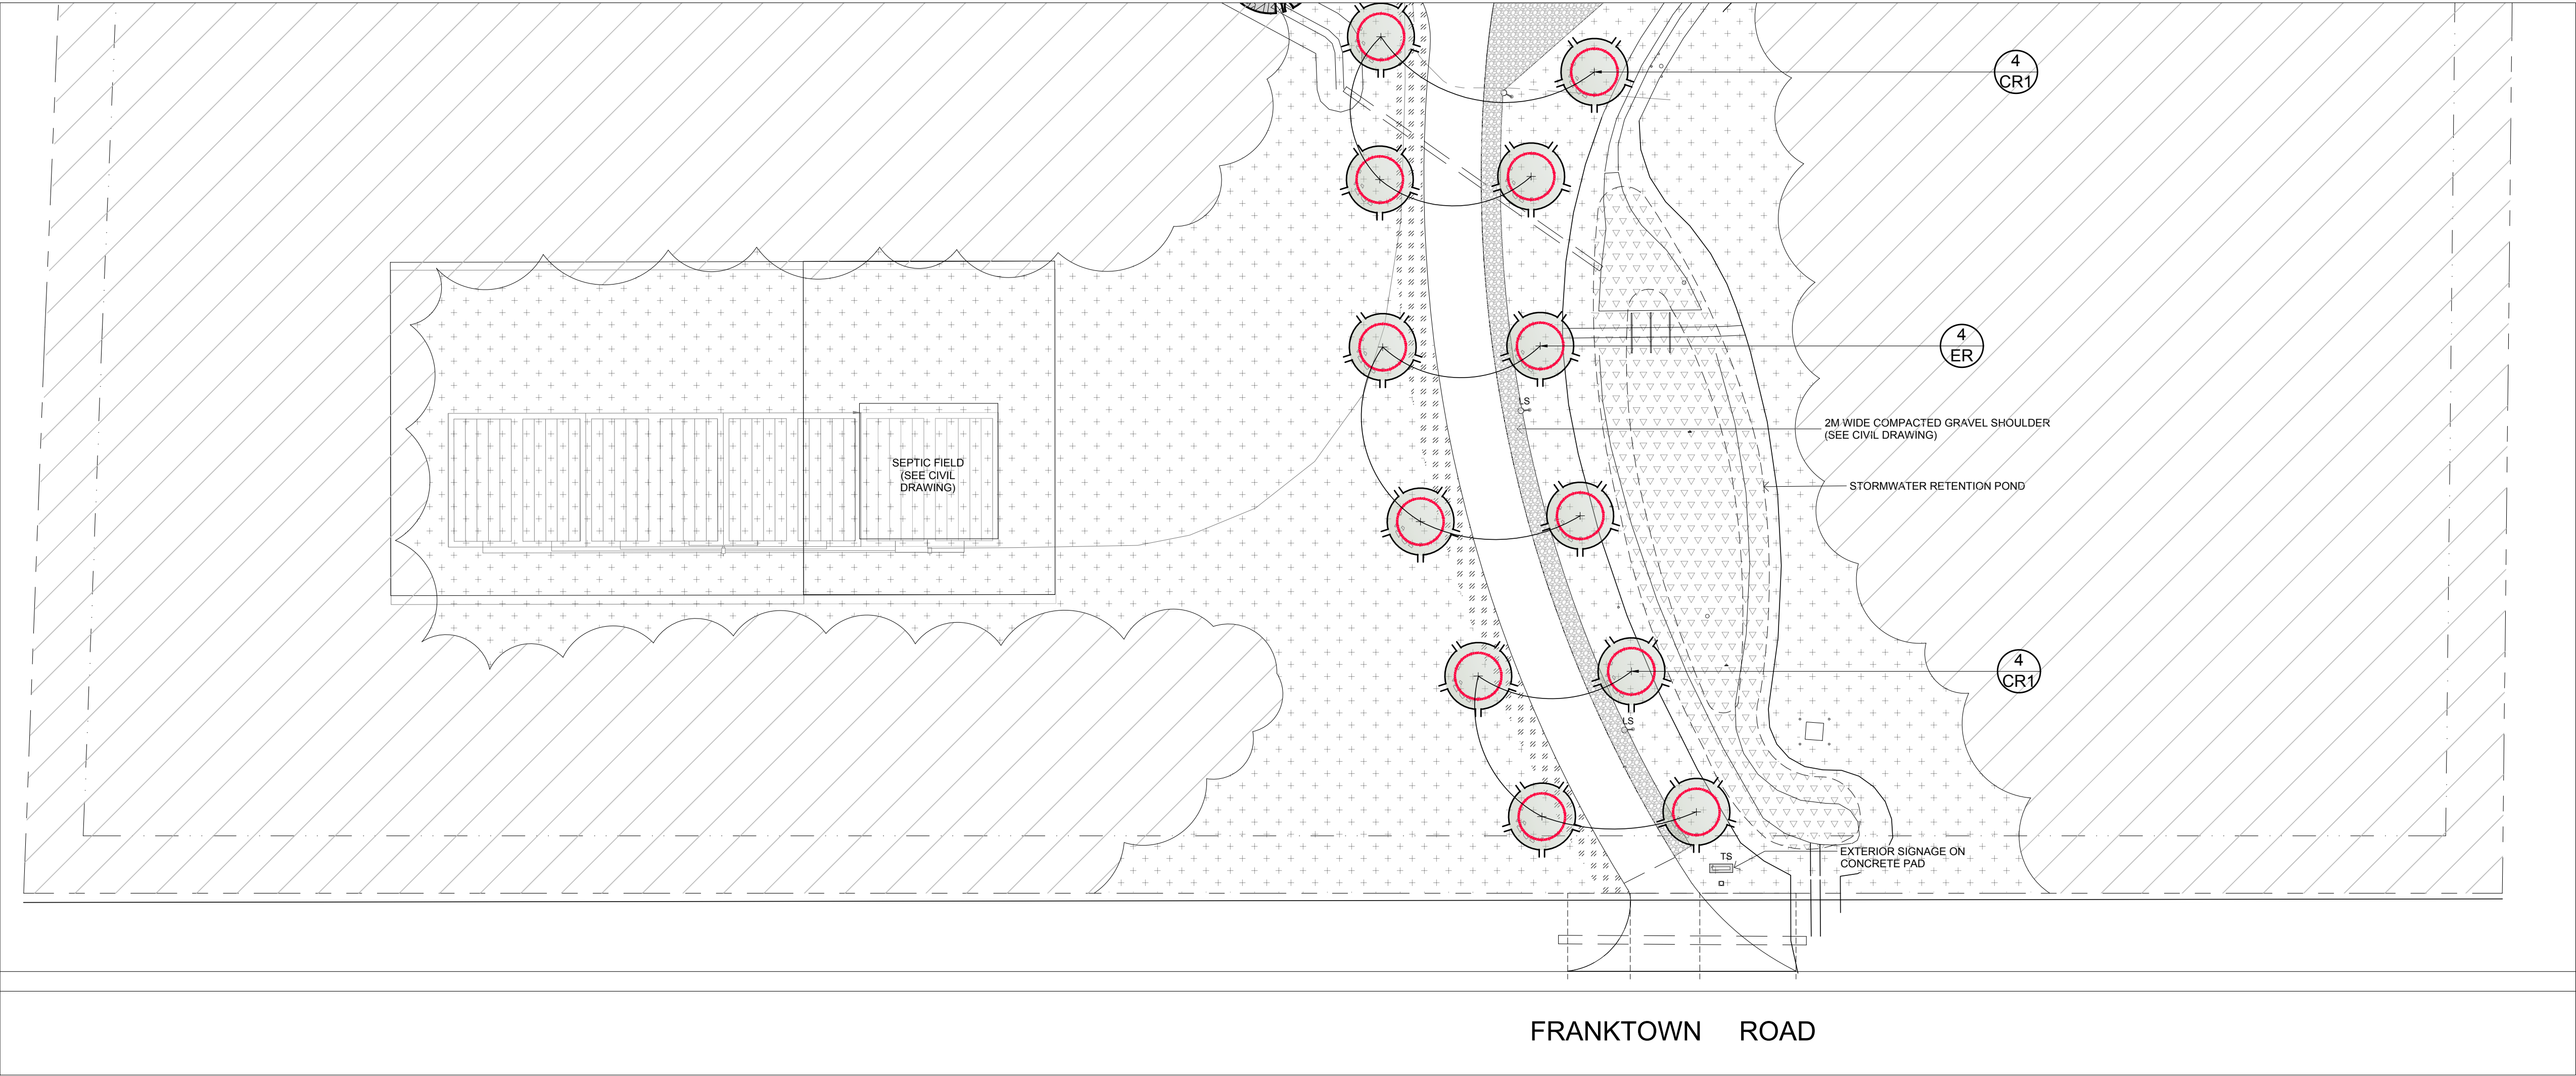 4
CR1
4
ER
LS
2M WIDE COMPACTED GRAVEL SHOULDER
(SEE CIVIL DRAWING)
SEPTIC FIELD
(SEE CIVIL
DRAWING)
STORMWATER RETENTION POND
4
CR1
LS
TS
EXTERIOR SIGNAGE ON
CONCRETE PAD
FRANKTOWN ROAD